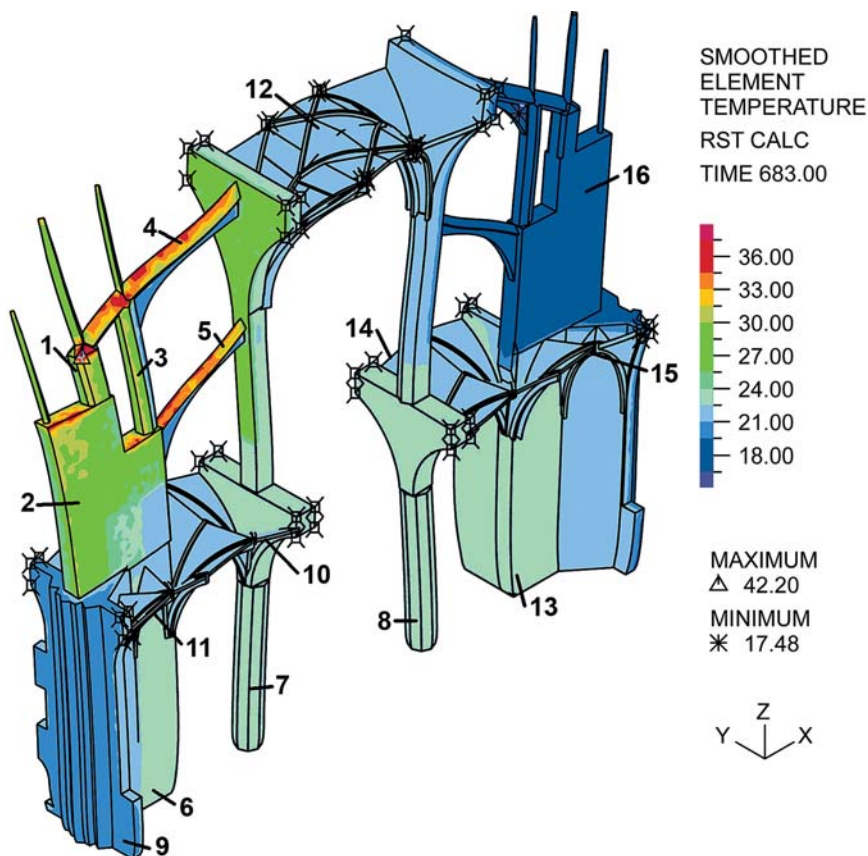 SMOOTHED
ELEMENT
TEMPERATURE
RST CALC
TIME 683.00
36.00
33.00
30.00
27.00
24.00
21.00
18.00
MAXIMUM
△ 42.20
MINIMUM
✳ 17.48
Z
Y X
12
16
4
1
3
5
14
15
2
10
8
13
11
7
6
9